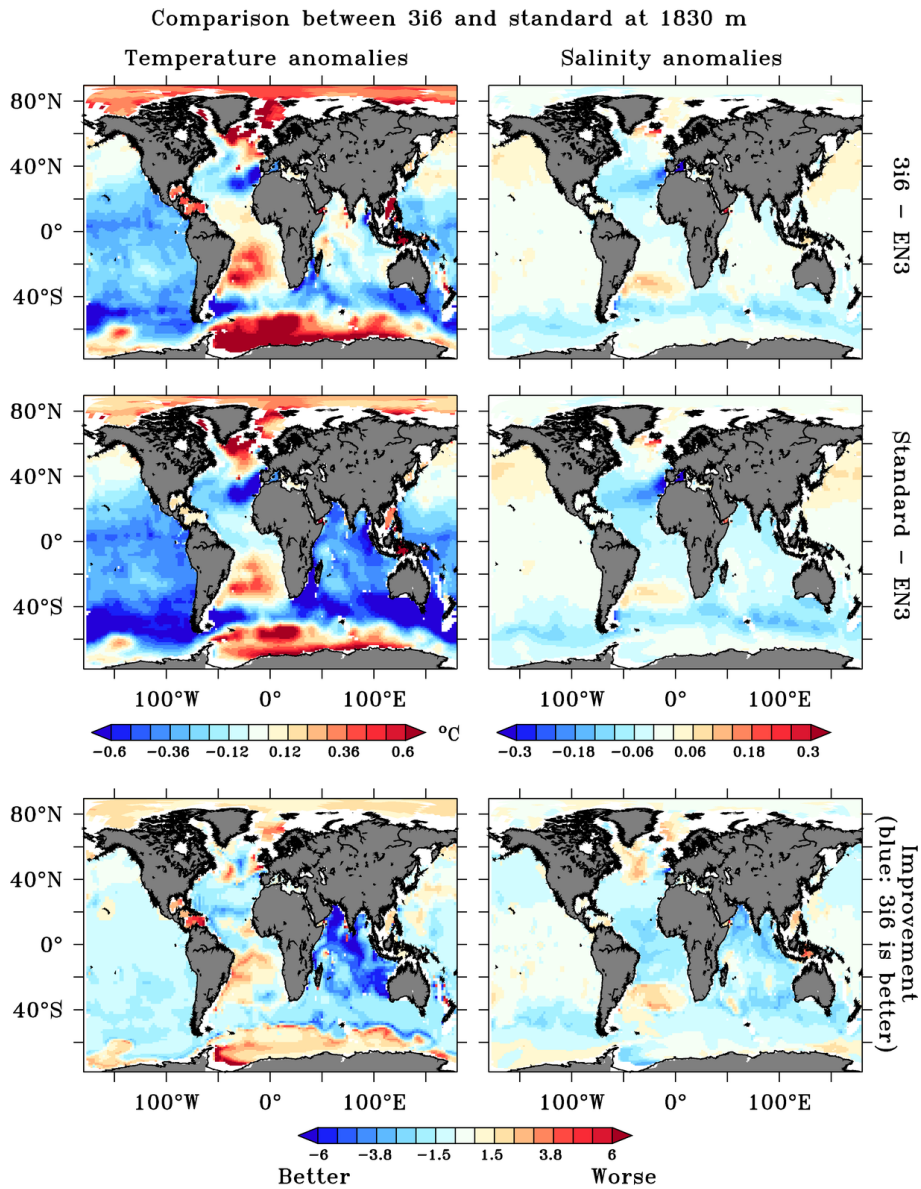 Comparison between 3i6 and standard at 1830 m
Temperature anomalies
Salinity anomalies
80°N
40°N
0°
40°S
3i6 − EN3
80°N
40°N
0°
40°S
Standard − EN3
100°W 0° 100°E
100°W 0° 100°E
−0.6 −0.36 −0.12 0.12 0.36 0.6 °C
−0.3 −0.18 −0.06 0.06 0.18 0.3
80°N
40°N
0°
40°S
Improvement
(blue: 3i6 is better)
100°W 0° 100°E
100°W 0° 100°E
−6 −3.8 −1.5 1.5 3.8 6
Better Worse